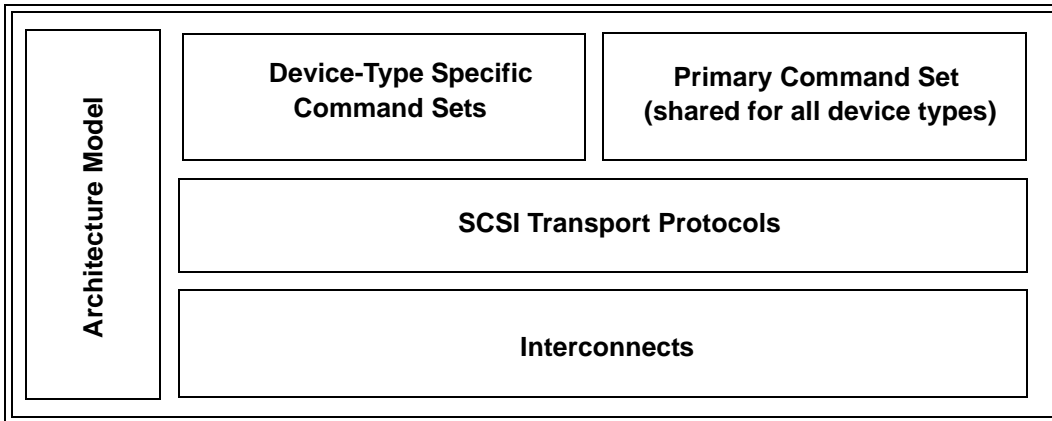 Architecture Model
Device-Type Specific
Command Sets
Primary Command Set
(shared for all device types)
SCSI Transport Protocols
Interconnects